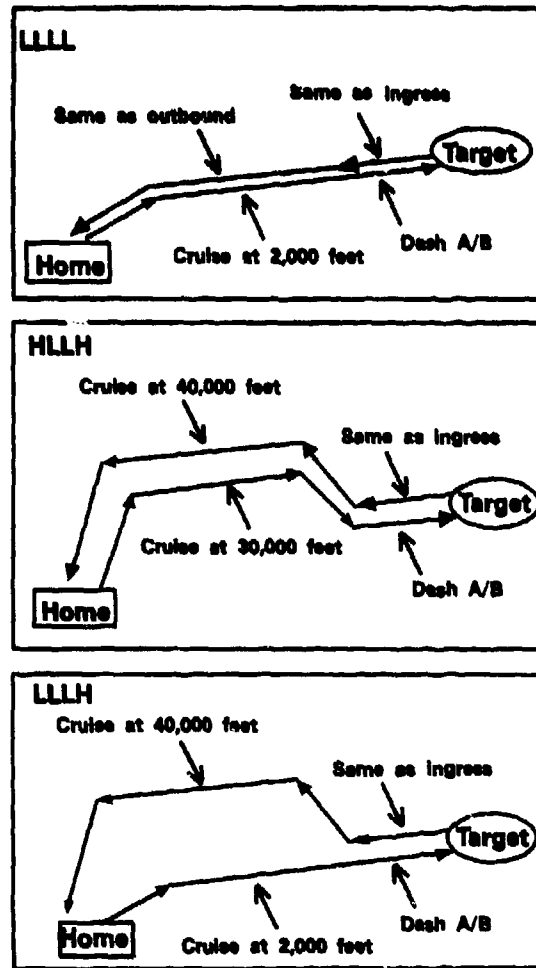 LLLL
Same as ingress
Same as outbound
Target
Dash A/B
Cruise at 2,000 feet
Home
HLLH
Cruise at 40,000 feet
Same as ingress
Target
Cruise at 30,000 feet
Dash A/B
Home
LLLH
Cruise at 40,000 feet
Same as ingress
Target
Dash A/B
Home
Cruise at 2,000 feet